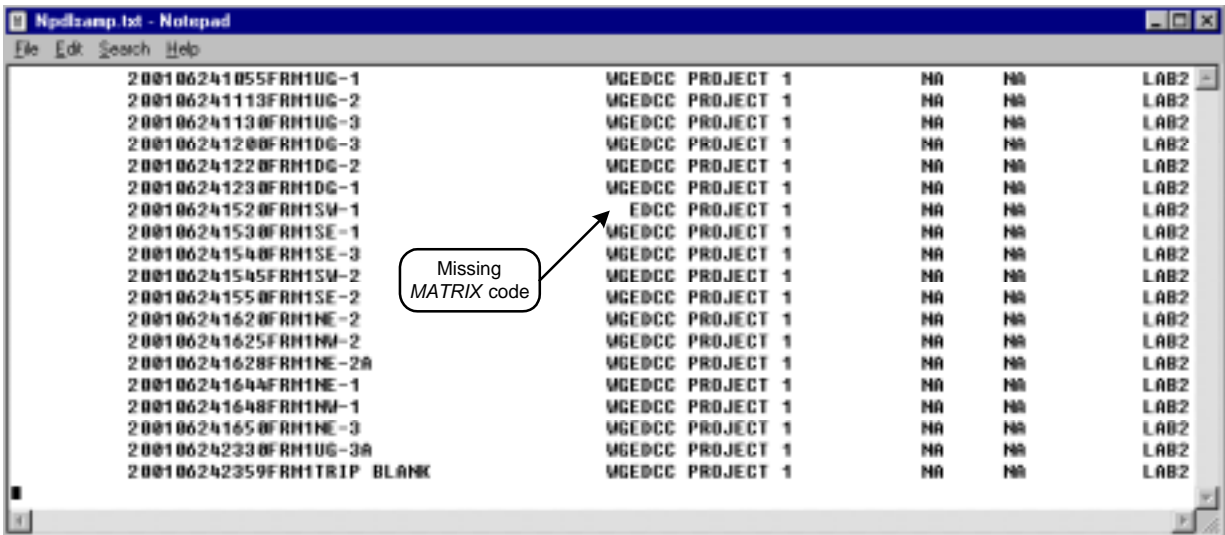 Npdlsamp.txt - Notepad
File Edit Search Help
200106241055FRM1UG-1 WGEDCC PROJECT 1 NA NA LAB2
200106241113FRM1UG-2 WGEDCC PROJECT 1 NA NA LAB2
200106241130FRM1UG-3 WGEDCC PROJECT 1 NA NA LAB2
200106241200FRM1DG-3 WGEDCC PROJECT 1 NA NA LAB2
200106241220FRM1DG-2 WGEDCC PROJECT 1 NA NA LAB2
200106241230FRM1DG-1 WGEDCC PROJECT 1 NA NA LAB2
200106241520FRM1SW-1 EDCC PROJECT 1 NA NA LAB2
200106241530FRM1SE-1 WGEDCC PROJECT 1 NA NA LAB2
200106241540FRM1SE-3 WGEDCC PROJECT 1 NA NA LAB2
200106241545FRM1SW-2 WGEDCC PROJECT 1 NA NA LAB2
200106241550FRM1SE-2 WGEDCC PROJECT 1 NA NA LAB2
200106241620FRM1NE-2 WGEDCC PROJECT 1 NA NA LAB2
200106241625FRM1NW-2 WGEDCC PROJECT 1 NA NA LAB2
200106241628FRM1NE-2A WGEDCC PROJECT 1 NA NA LAB2
200106241644FRM1NE-1 WGEDCC PROJECT 1 NA NA LAB2
200106241648FRM1NW-1 WGEDCC PROJECT 1 NA NA LAB2
200106241650FRM1NE-3 WGEDCC PROJECT 1 NA NA LAB2
200106242330FRM1UG-3A WGEDCC PROJECT 1 NA NA LAB2
200106242359FRM1TRIP BLANK WGEDCC PROJECT 1 NA NA LAB2
Missing
MATRIX code